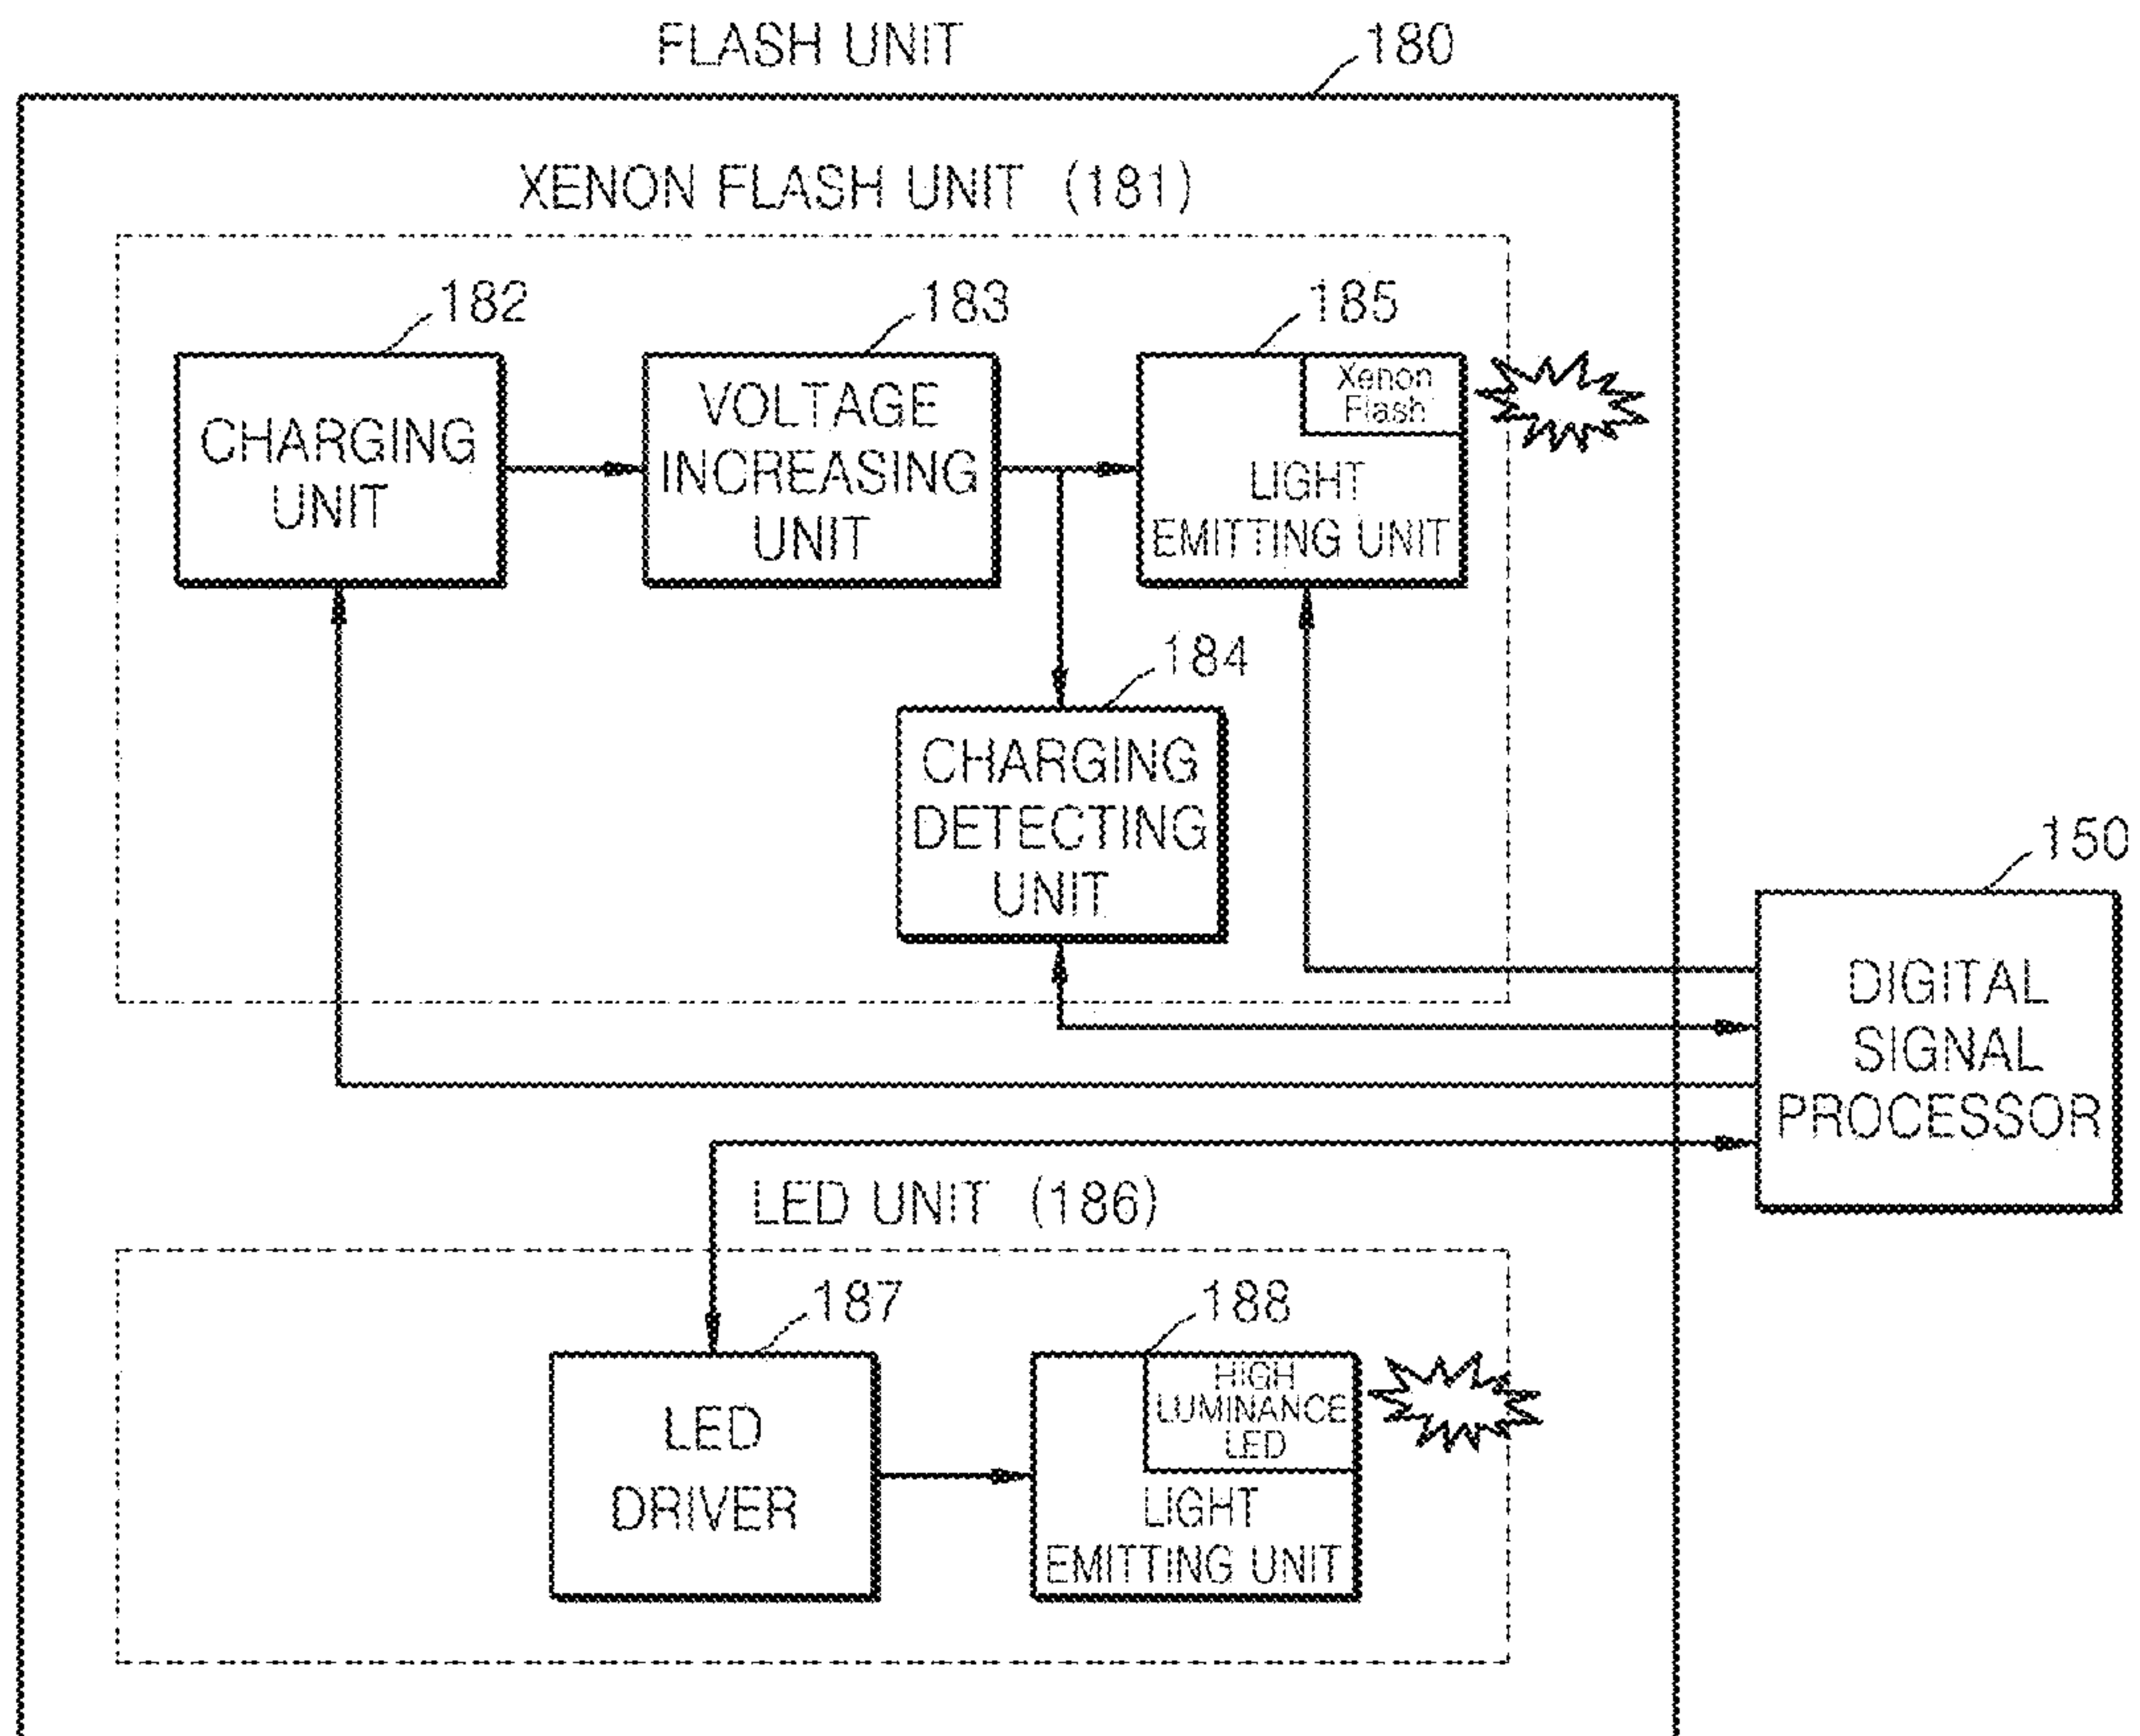 FLASH UNIT
180
XENON FLASH UNIT (181)
182
183
185
CHARGING
UNIT
VOLTAGE
INCREASING
UNIT
Xenon
Flash
LIGHT
EMITTING UNIT
184
CHARGING
DETECTING
UNIT
150
DIGITAL
SIGNAL
PROCESSOR
LED UNIT (186)
187
188
LED
DRIVER
HIGH
LUMINANCE
LED
LIGHT
EMITTING UNIT